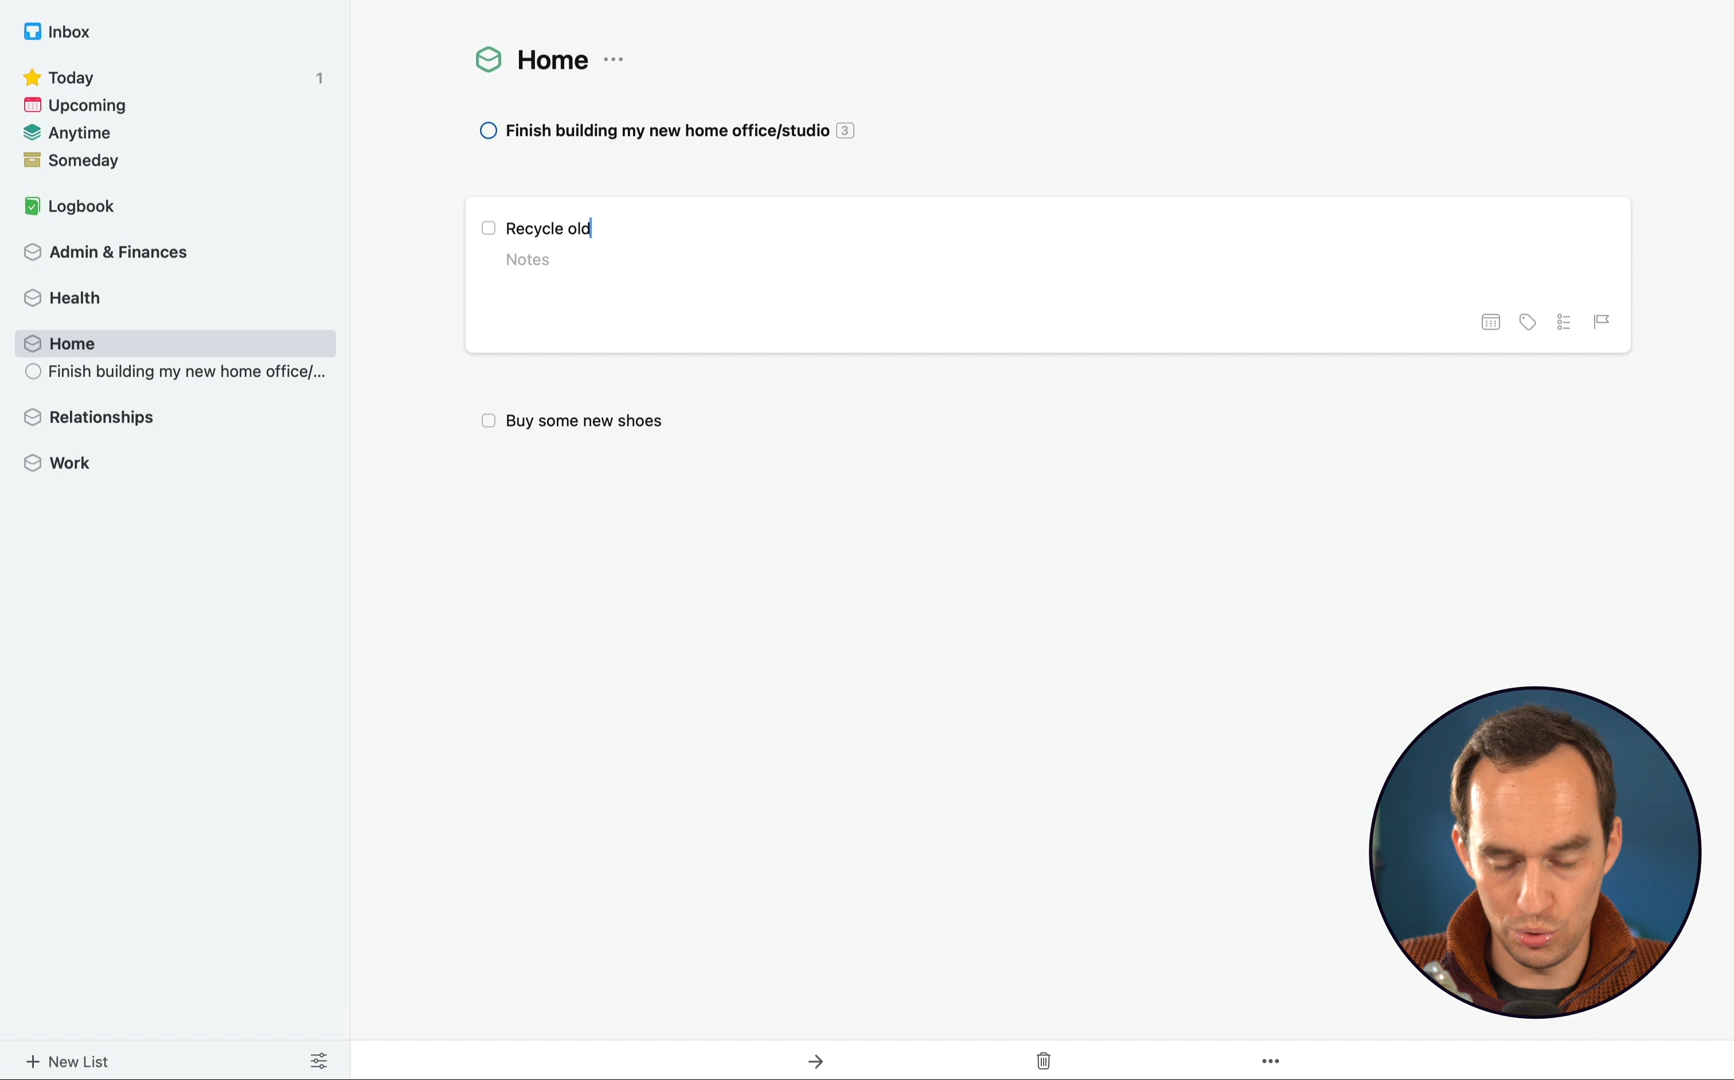 Inbox
Today 1
Upcoming
Anytime
Someday
Logbook
Admin & Finances
Health
Home
Finish building my new home office/...
Relationships
Work
New List
Home
Finish building my new home office/studio 3
Recycle old
Notes
Buy some new shoes